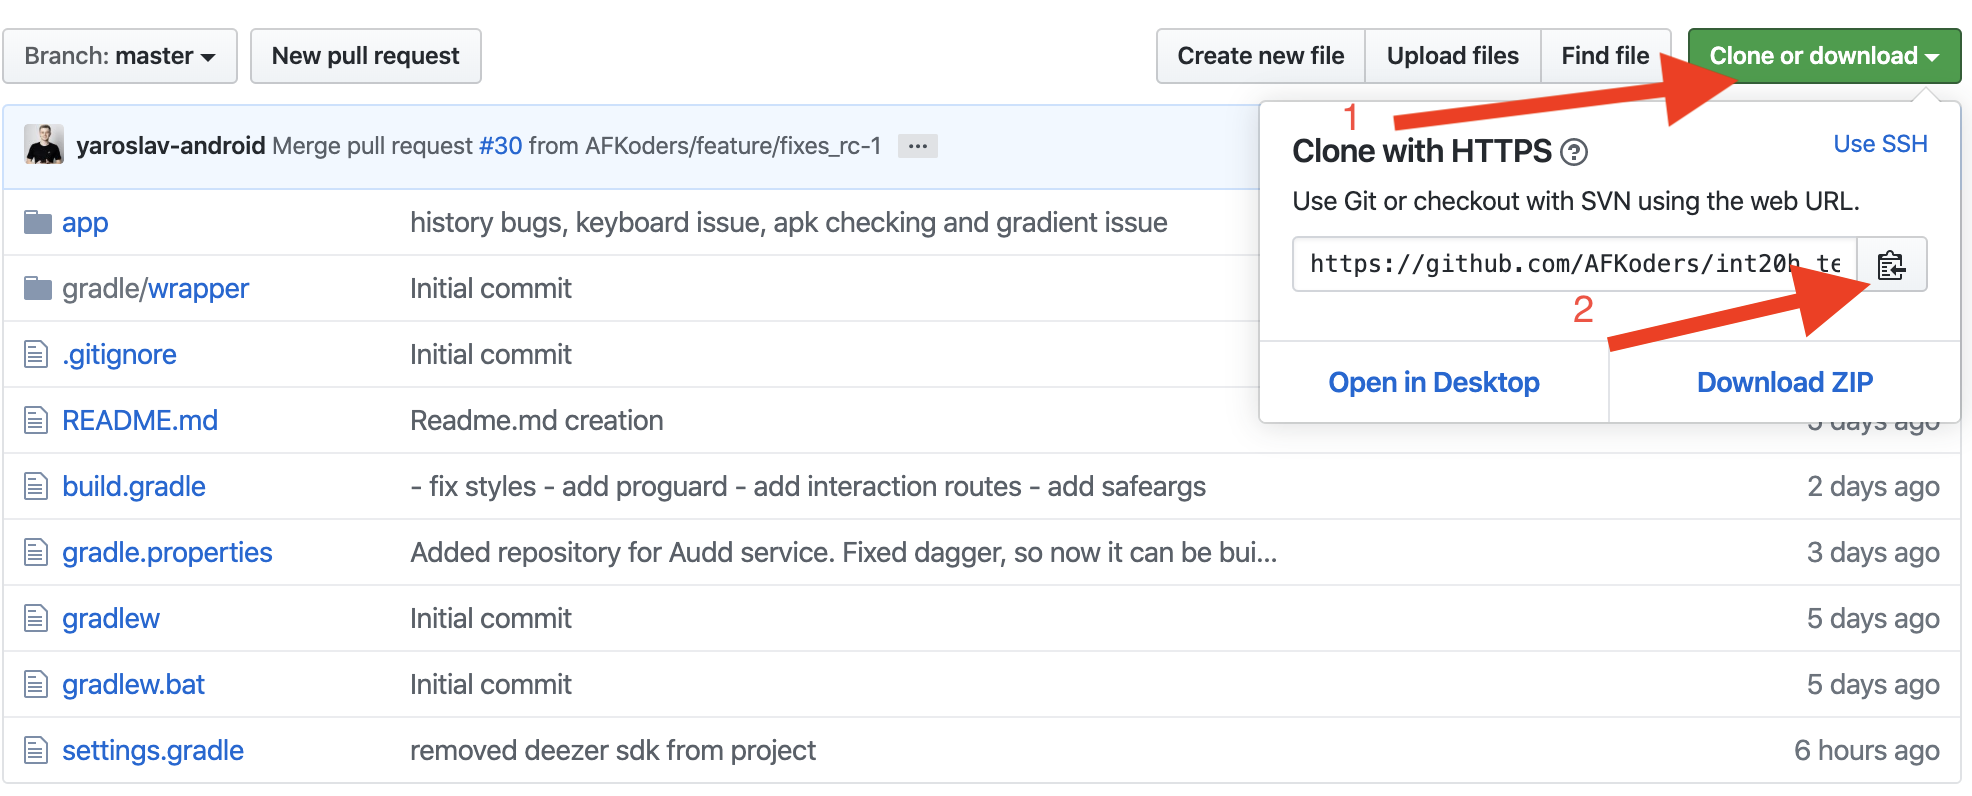 Branch: master
New pull request
Create new file
Upload files
Find file
Clone or download
yaroslav-android Merge pull request #30 from AFKoders/feature/fixes_rc-1 ...
1
Clone with HTTPS ?
Use SSH
Use Git or checkout with SVN using the web URL.
https://github.com/AFKoders/int20h_te
2
Open in Desktop
Download ZIP
app history bugs, keyboard issue, apk checking and gradient issue
gradle/wrapper Initial commit
.gitignore Initial commit
README.md Readme.md creation 5 days ago
build.gradle - fix styles - add proguard - add interaction routes - add safeargs 2 days ago
gradle.properties Added repository for Audd service. Fixed dagger, so now it can be bui... 3 days ago
gradlew Initial commit 5 days ago
gradlew.bat Initial commit 5 days ago
settings.gradle removed deezer sdk from project 6 hours ago